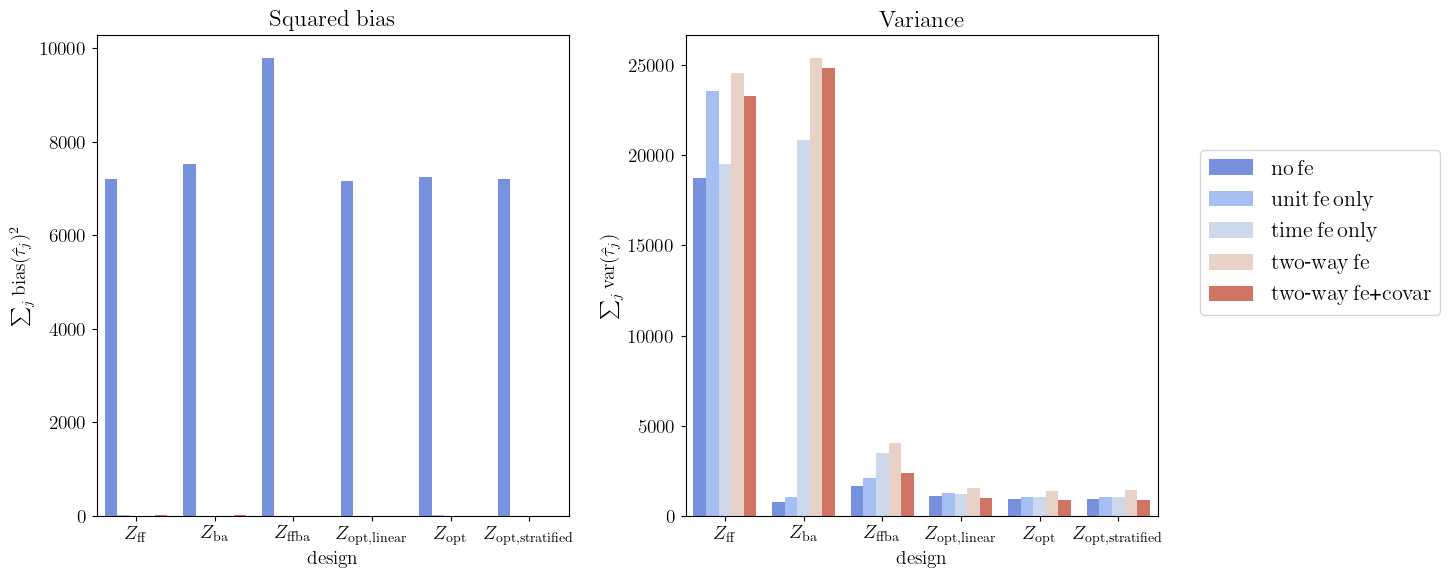 Squared bias
10000
8000
6000
4000
2000
0
∑_j bias(τ̂_j)²
Z_ff
Z_ba
Z_ffba
Z_opt,linear
Z_opt
Z_opt,stratified
design
Variance
25000
20000
15000
10000
5000
0
∑_j var(τ̂_j)
Z_ff
Z_ba
Z_ffba
Z_opt,linear
Z_opt
Z_opt,stratified
design
no fe
unit fe only
time fe only
two-way fe
two-way fe+covar